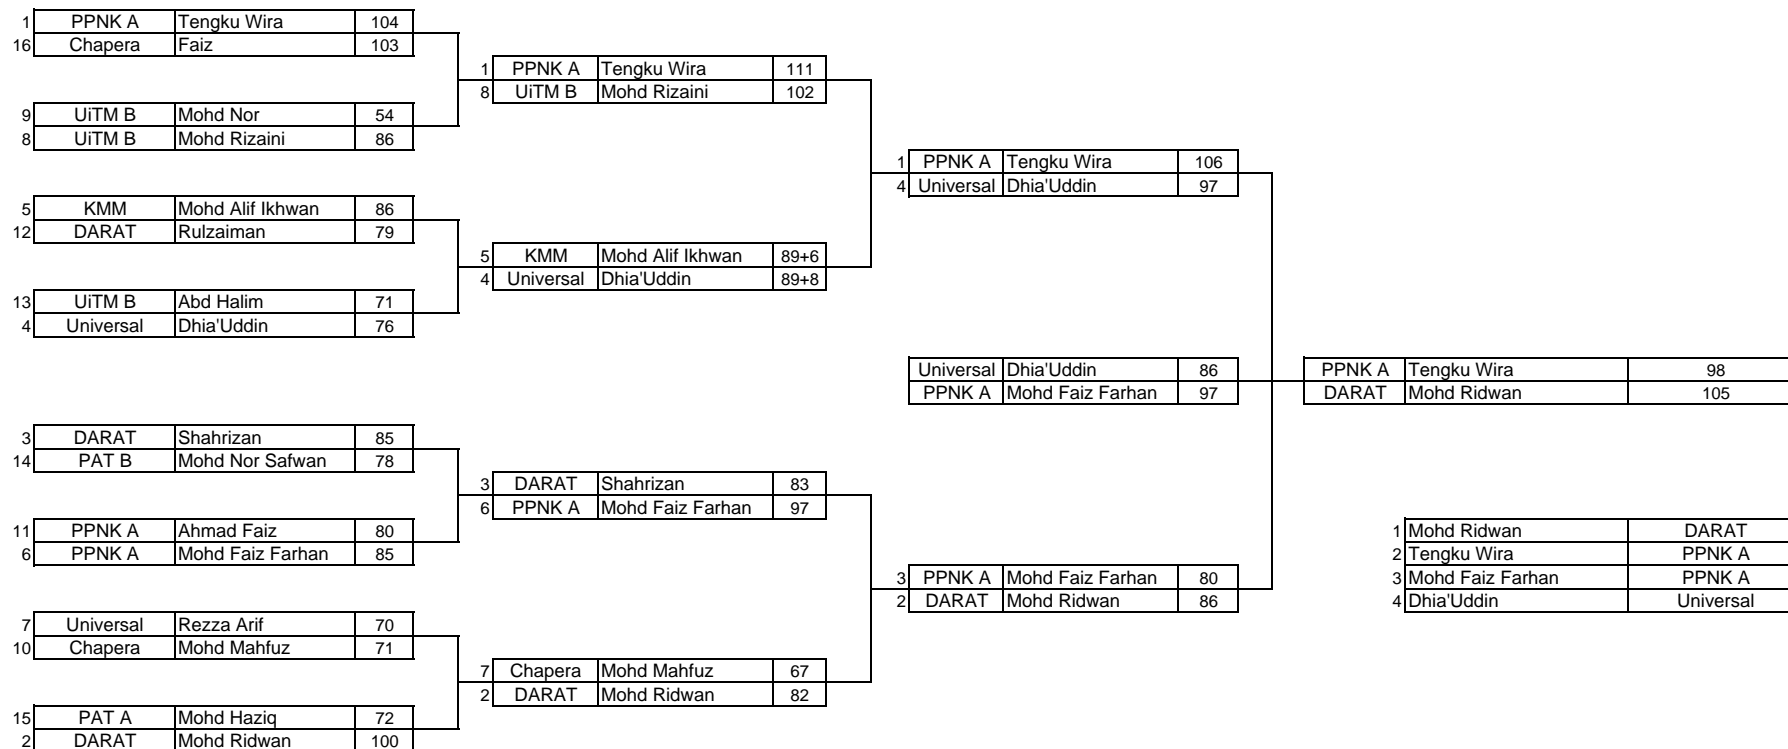 1 PPNK A Tengku Wira 104
16 Chapera Faiz 103
1 PPNK A Tengku Wira 111
8 UiTM B Mohd Rizaini 102
9 UiTM B Mohd Nor 54
8 UiTM B Mohd Rizaini 86
1 PPNK A Tengku Wira 106
4 Universal Dhia'Uddin 97
5 KMM Mohd Alif Ikhwan 86
12 DARAT Rulzaiman 79
5 KMM Mohd Alif Ikhwan 89+6
4 Universal Dhia'Uddin 89+8
13 UiTM B Abd Halim 71
4 Universal Dhia'Uddin 76
Universal Dhia'Uddin 86
PPNK A Mohd Faiz Farhan 97
PPNK A Tengku Wira 98
DARAT Mohd Ridwan 105
3 DARAT Shahrizan 85
14 PAT B Mohd Nor Safwan 78
3 DARAT Shahrizan 83
6 PPNK A Mohd Faiz Farhan 97
11 PPNK A Ahmad Faiz 80
6 PPNK A Mohd Faiz Farhan 85
1 Mohd Ridwan DARAT
2 Tengku Wira PPNK A
3 Mohd Faiz Farhan PPNK A
4 Dhia'Uddin Universal
3 PPNK A Mohd Faiz Farhan 80
2 DARAT Mohd Ridwan 86
7 Universal Rezza Arif 70
10 Chapera Mohd Mahfuz 71
7 Chapera Mohd Mahfuz 67
2 DARAT Mohd Ridwan 82
15 PAT A Mohd Haziq 72
2 DARAT Mohd Ridwan 100